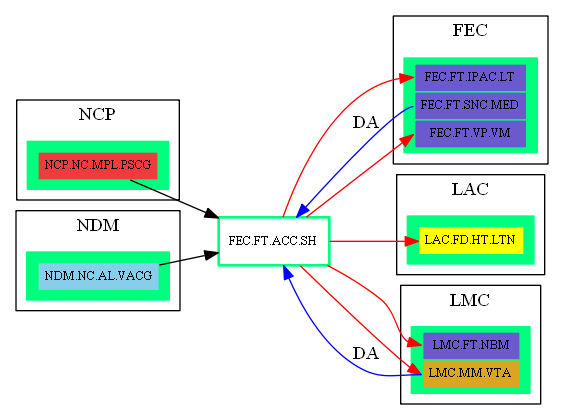 FEC
FEC.FT.IPAC.LT
FEC.FT.SNC.MED
FEC.FT.VP.VM
DA
NCP
NCP.NC.MPL.PSCG
LAC
LAC.FD.HT.LTN
NDM
NDM.NC.AL.VACG
FEC.FT.ACC.SH
LMC
LMC.FT.NBM
LMC.MM.VTA
DA